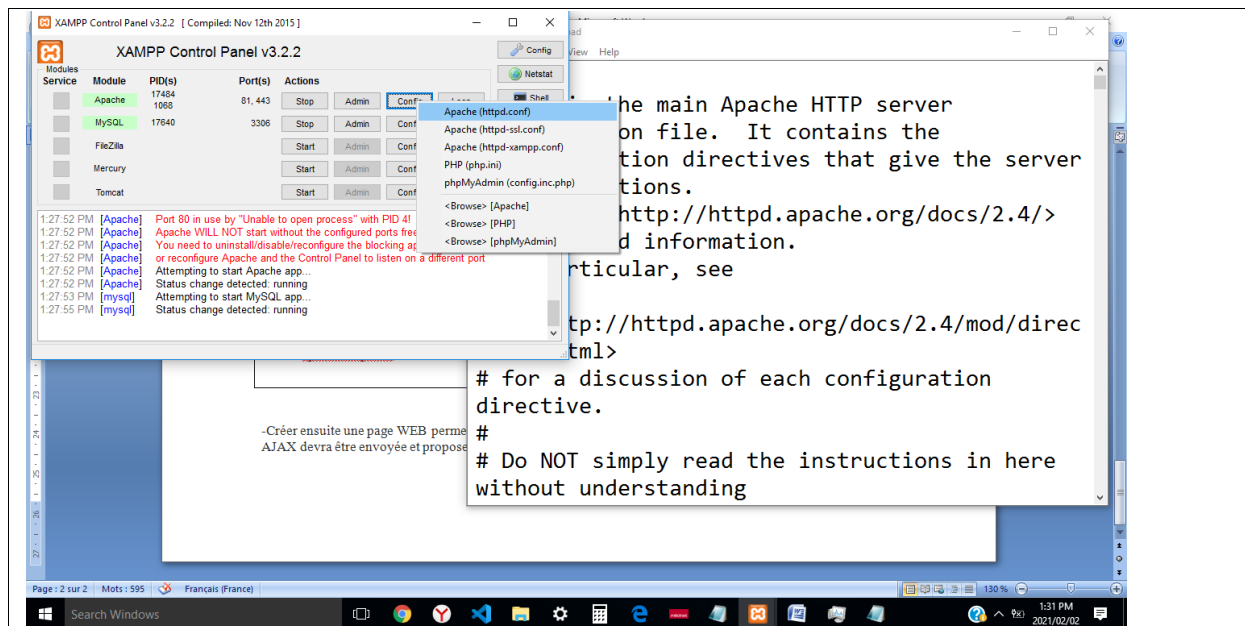 XAMPP Control Panel v3.2.2 [ Compiled: Nov 12th 2015 ]
XAMPP Control Panel v3.2.2
Config
Netstat
Shell
Modules
Service Module PID(s) Port(s) Actions
Apache 17484 1068 81, 443 Stop Admin Config
MySQL 17640 3306 Stop Admin Conf
FileZilla Start Admin Conf
Mercury Start Admin Conf
Tomcat Start Admin Conf
Apache (httpd.conf)
Apache (httpd-ssl.conf)
Apache (httpd-xampp.conf)
PHP (php.ini)
phpMyAdmin (config.inc.php)
<Browse> [Apache]
<Browse> [PHP]
<Browse> [phpMyAdmin]
1:27:52 PM [Apache] Port 80 in use by "Unable to open process" with PID 4!
1:27:52 PM [Apache] Apache WILL NOT start without the configured ports free
1:27:52 PM [Apache] You need to uninstall/disable/reconfigure the blocking ap
1:27:52 PM [Apache] or reconfigure Apache and the Control Panel to listen on a different port
1:27:52 PM [Apache] Attempting to start Apache app...
1:27:52 PM [Apache] Status change detected: running
1:27:53 PM [mysql] Attempting to start MySQL app...
1:27:55 PM [mysql] Status change detected: running
View Help
the main Apache HTTP server
on file. It contains the
tion directives that give the server
tions.
http://httpd.apache.org/docs/2.4/>
d information.
rticular, see
tp://httpd.apache.org/docs/2.4/mod/direc
tml>
# for a discussion of each configuration
directive.
#
# Do NOT simply read the instructions in here
without understanding
-Créer ensuite une page WEB perme
AJAX devra être envoyée et propose
23
24
25
26
27
Page : 2 sur 2 Mots : 595 Français (France) 130 %
Search Windows
1:31 PM
2021/02/02